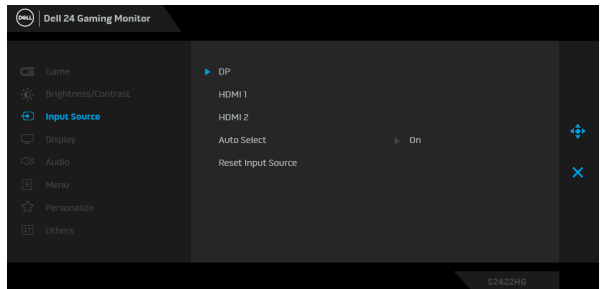 DELL Dell 24 Gaming Monitor
Game
DP
Brightness/Contrast
HDMI 1
Input Source
HDMI 2
Display
Auto Select On
Audio
Reset Input Source
Menu
Personalize
Others
S2422HG